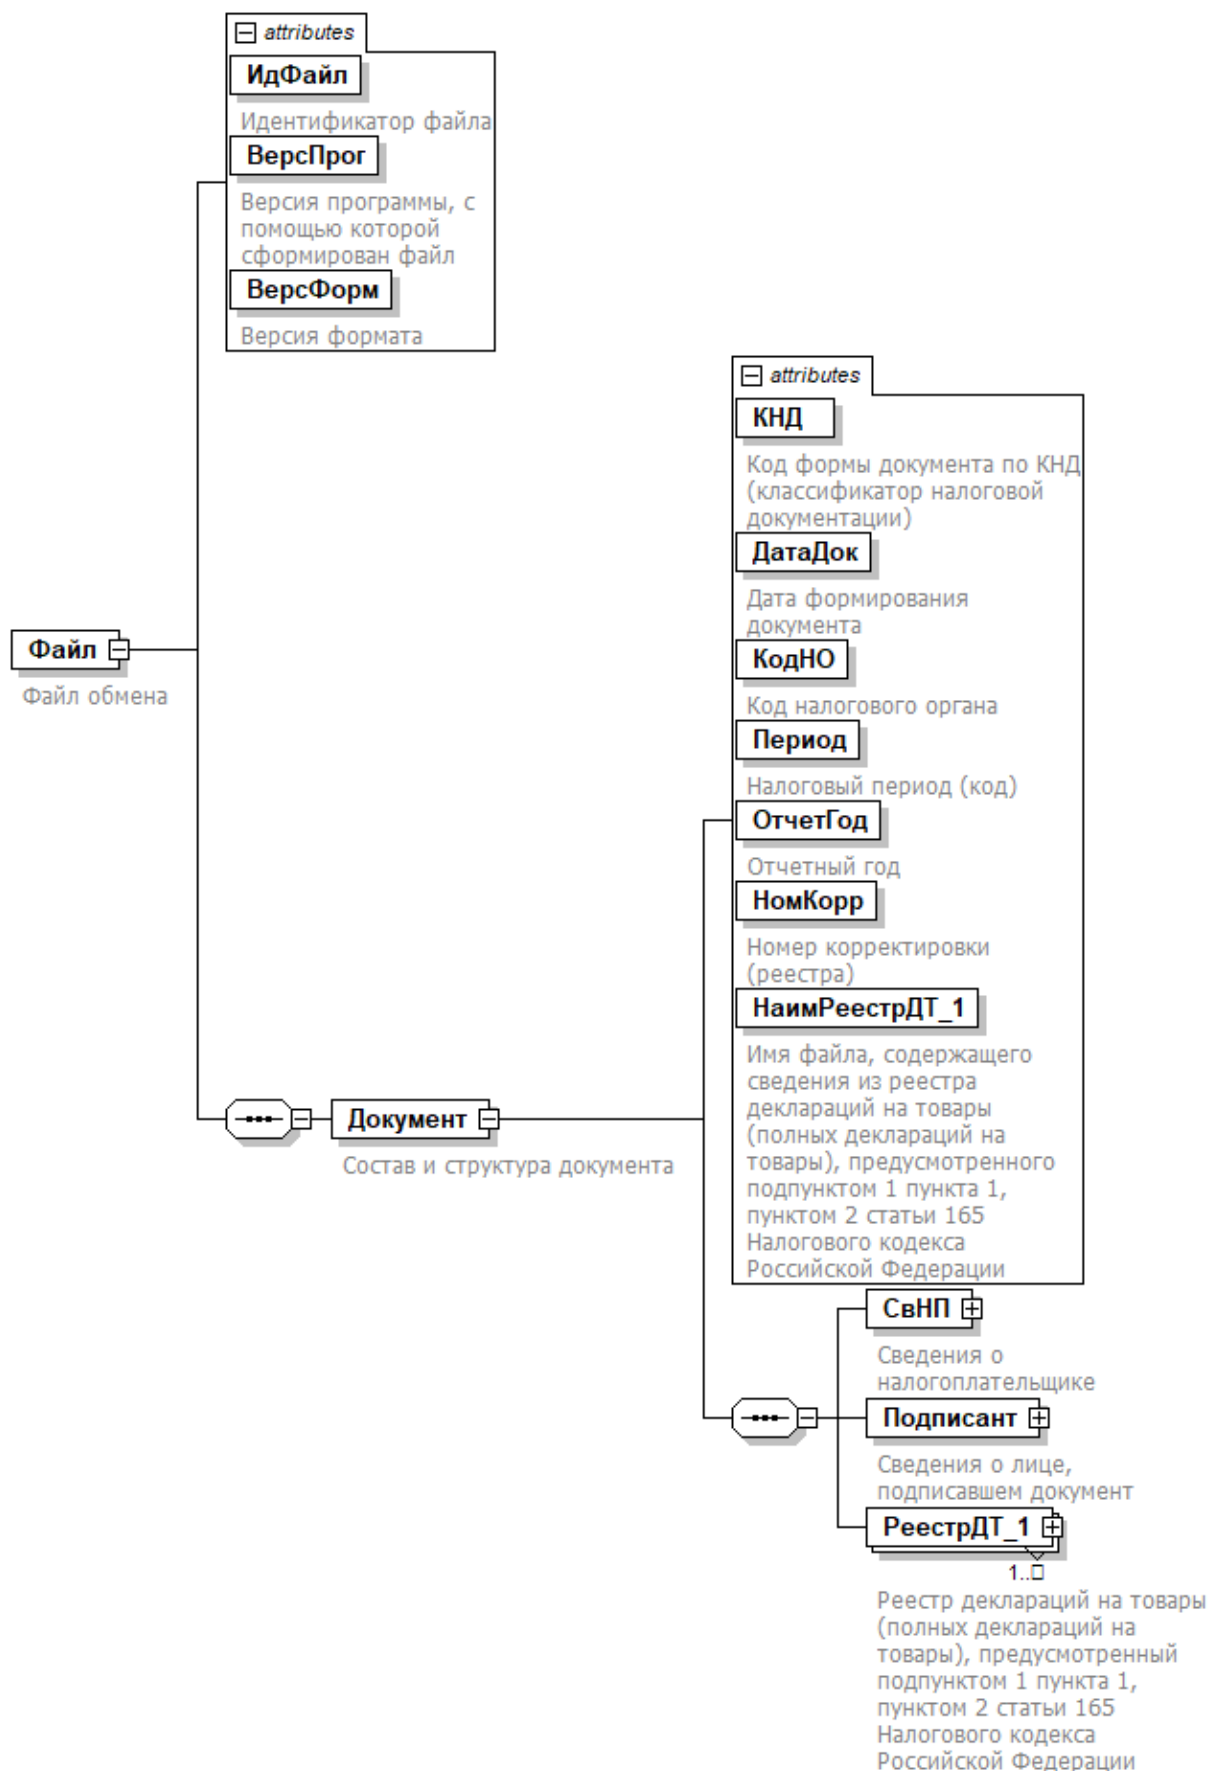 attributes
ИдФайл
Идентификатор файла
ВерсПрог
Версия программы, с
помощью которой
сформирован файл
ВерсФорм
Версия формата
Файл
Файл обмена
Документ
Состав и структура документа
attributes
КНД
Код формы документа по КНД
(классификатор налоговой
документации)
ДатаДок
Дата формирования
документа
КодНО
Код налогового органа
Период
Налоговый период (код)
ОтчетГод
Отчетный год
НомКорр
Номер корректировки
(реестра)
НаимРеестрДТ_1
Имя файла, содержащего
сведения из реестра
деклараций на товары
(полных деклараций на
товары), предусмотренного
подпунктом 1 пункта 1,
пунктом 2 статьи 165
Налогового кодекса
Российской Федерации
СвНП
Сведения о
налогоплательщике
Подписант
Сведения о лице,
подписавшем документ
РеестрДТ_1
1..□
Реестр деклараций на товары
(полных деклараций на
товары), предусмотренный
подпунктом 1 пункта 1,
пунктом 2 статьи 165
Налогового кодекса
Российской Федерации